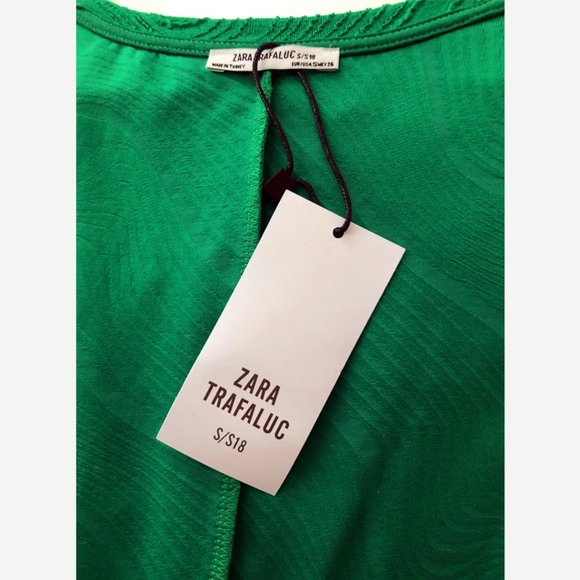 ZARA TRAFALUC S/S18
MADE IN TURKEY
ZARA
TRAFALUC
S/S18